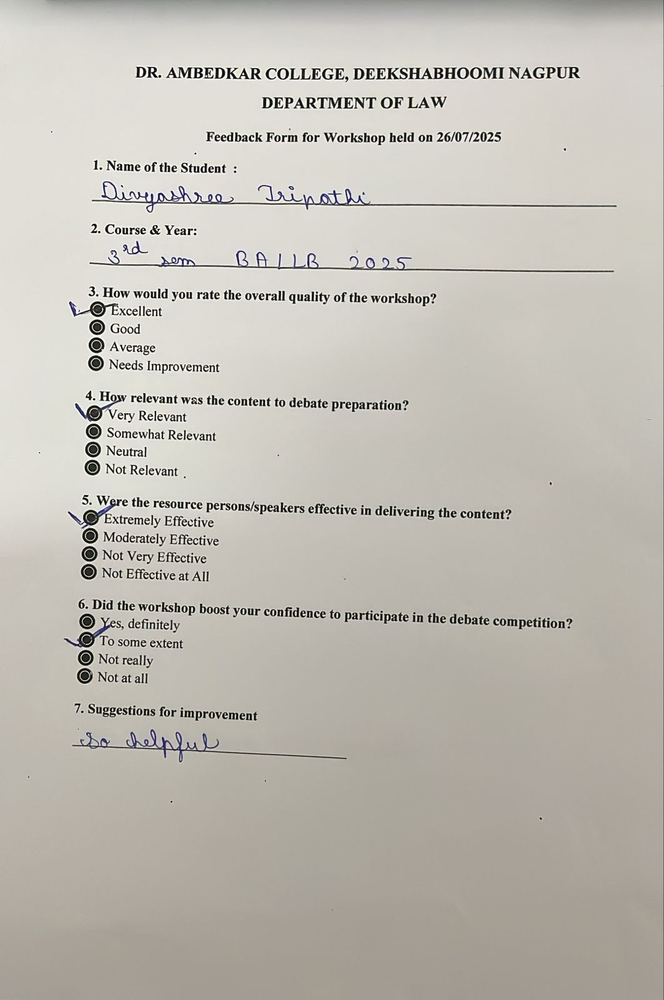 DR. AMBEDKAR COLLEGE, DEEKSHABHOOMI NAGPUR
DEPARTMENT OF LAW
Feedback Form for Workshop held on 26/07/2025
1. Name of the Student :
Divyashree Tripathi
2. Course & Year:
3rd sem BALLB 2025
3. How would you rate the overall quality of the workshop?
Excellent
Good
Average
Needs Improvement
4. How relevant was the content to debate preparation?
Very Relevant
Somewhat Relevant
Neutral
Not Relevant
5. Were the resource persons/speakers effective in delivering the content?
Extremely Effective
Moderately Effective
Not Very Effective
Not Effective at All
6. Did the workshop boost your confidence to participate in the debate competition?
Yes, definitely
To some extent
Not really
Not at all
7. Suggestions for improvement
So helpful